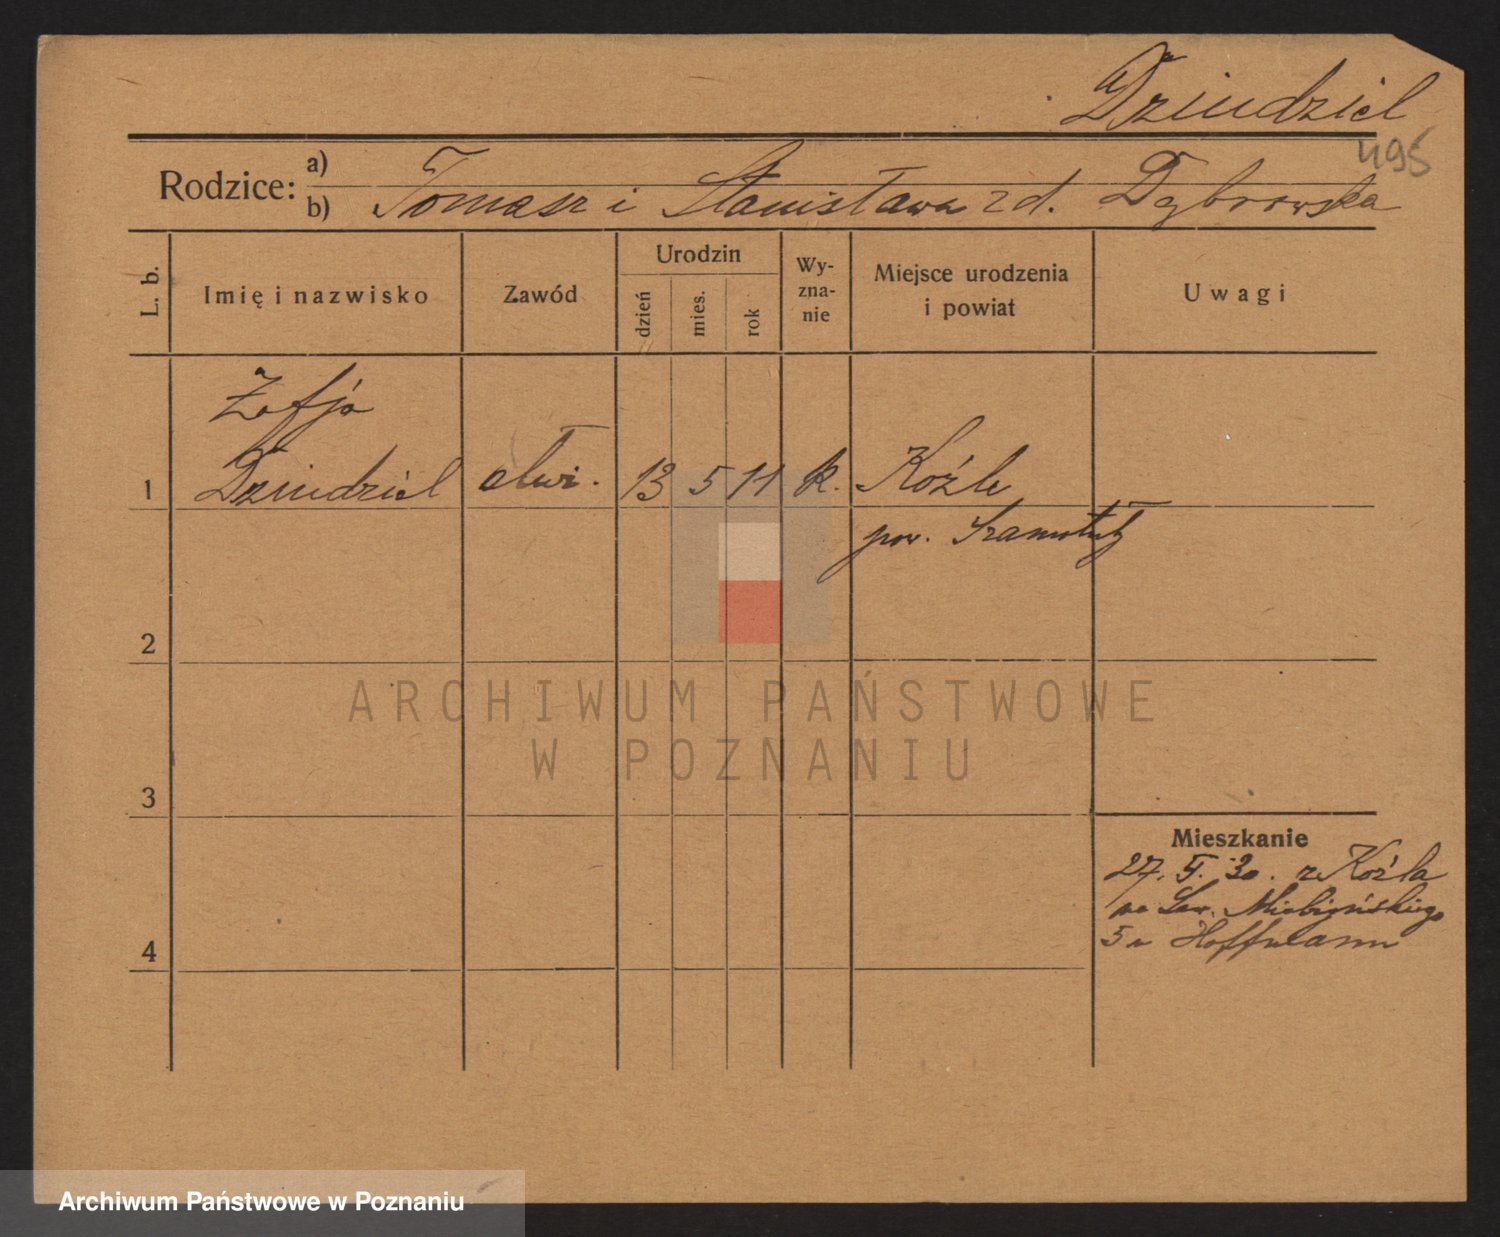 Dziudziel
495
Rodzice: a)
b) Tomasz i Stanisława zd. Dąbrowska
L. b.
Imię i nazwisko
Zawód
Urodzin
dzień
mies.
rok
Wy-
zna-
nie
Miejsce urodzenia
i powiat
Uwagi
Zofja
1 Dziudziel 13 5 11 k. Koźle
pow. Szamotuły
2
ARCHIWUM PAŃSTWOWE
W POZNANIU
3
Mieszkanie
27. 5. 30. z Koźla
5 u Hoffmann
4
Archiwum Państwowe w Poznaniu